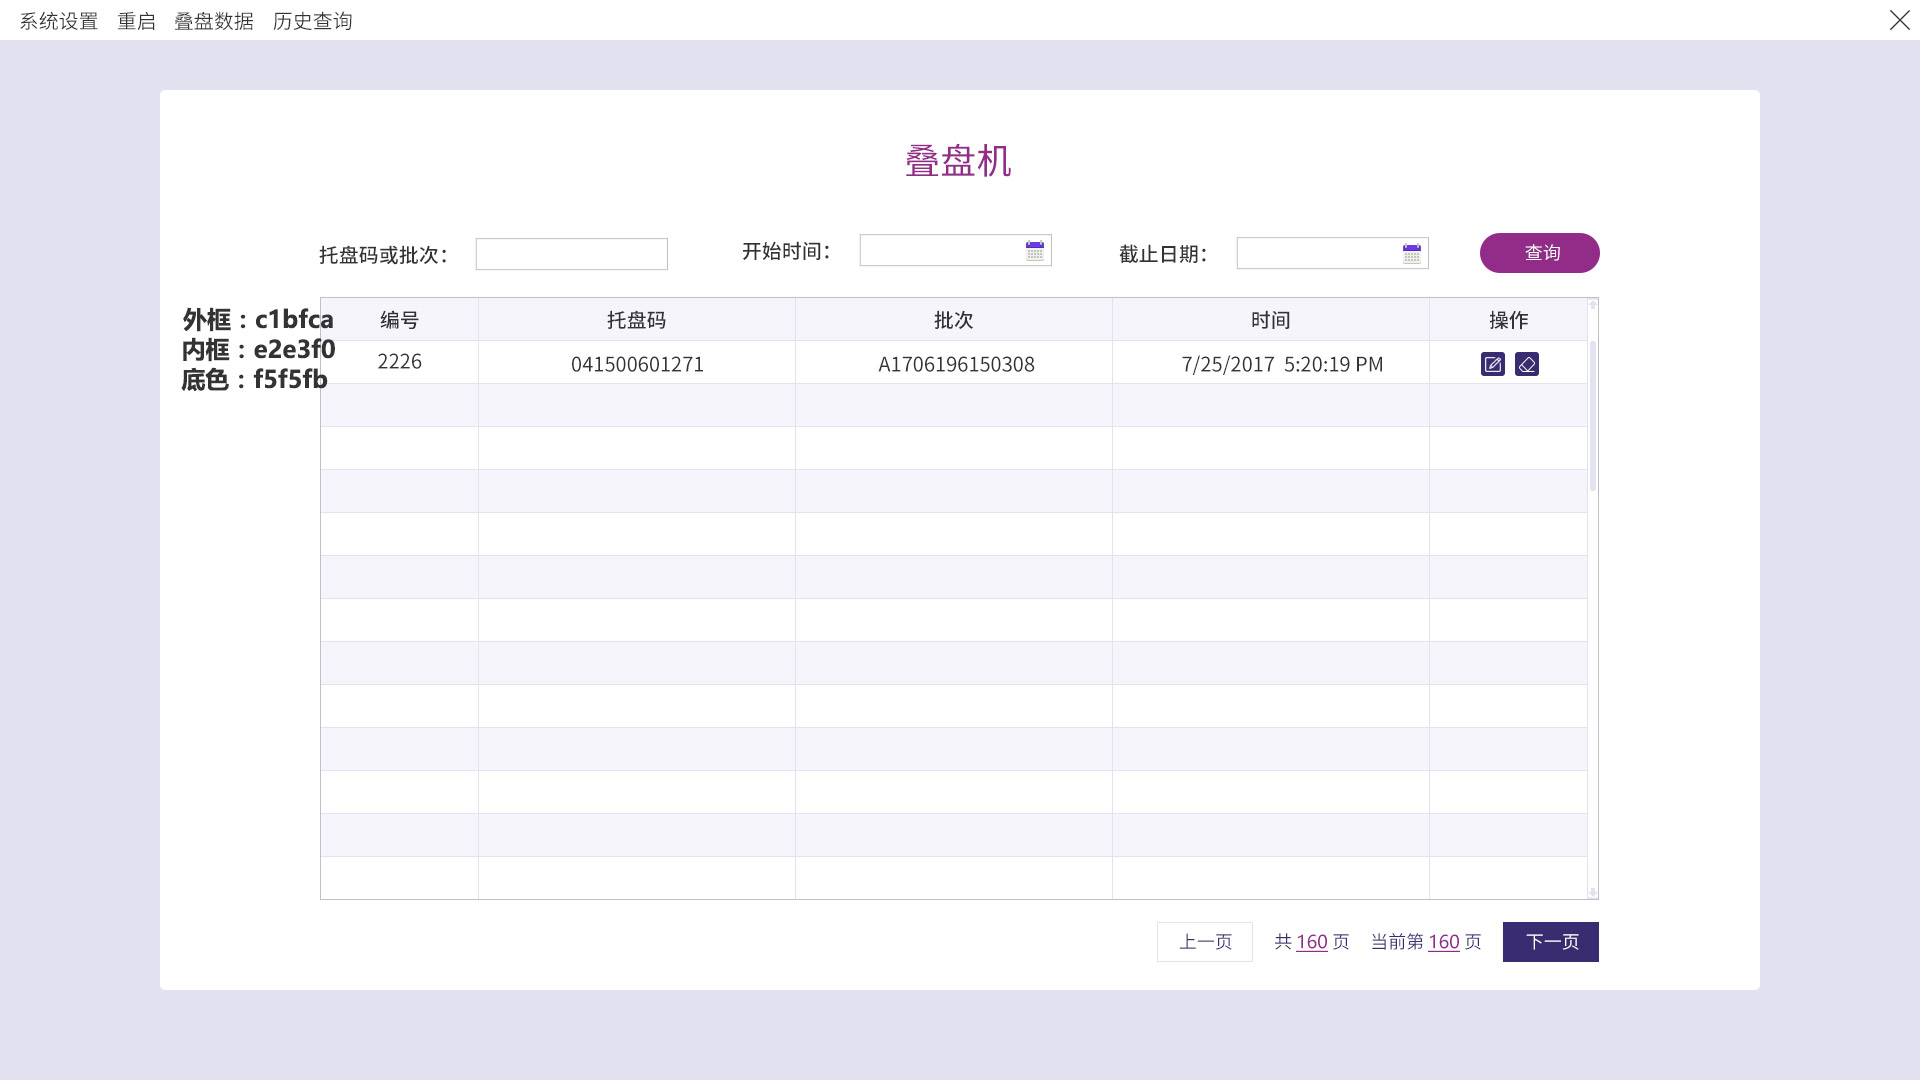 系统设置 重启 叠盘数据 历史查询
叠盘机
托盘码或批次： 开始时间： 截止日期： 查询
外框：c1bfca
内框：e2e3f0
底色：f5f5fb
编号 托盘码 批次 时间 操作
2226 041500601271 A1706196150308 7/25/2017 5:20:19 PM
上一页 共 160 页 当前第 160 页 下一页